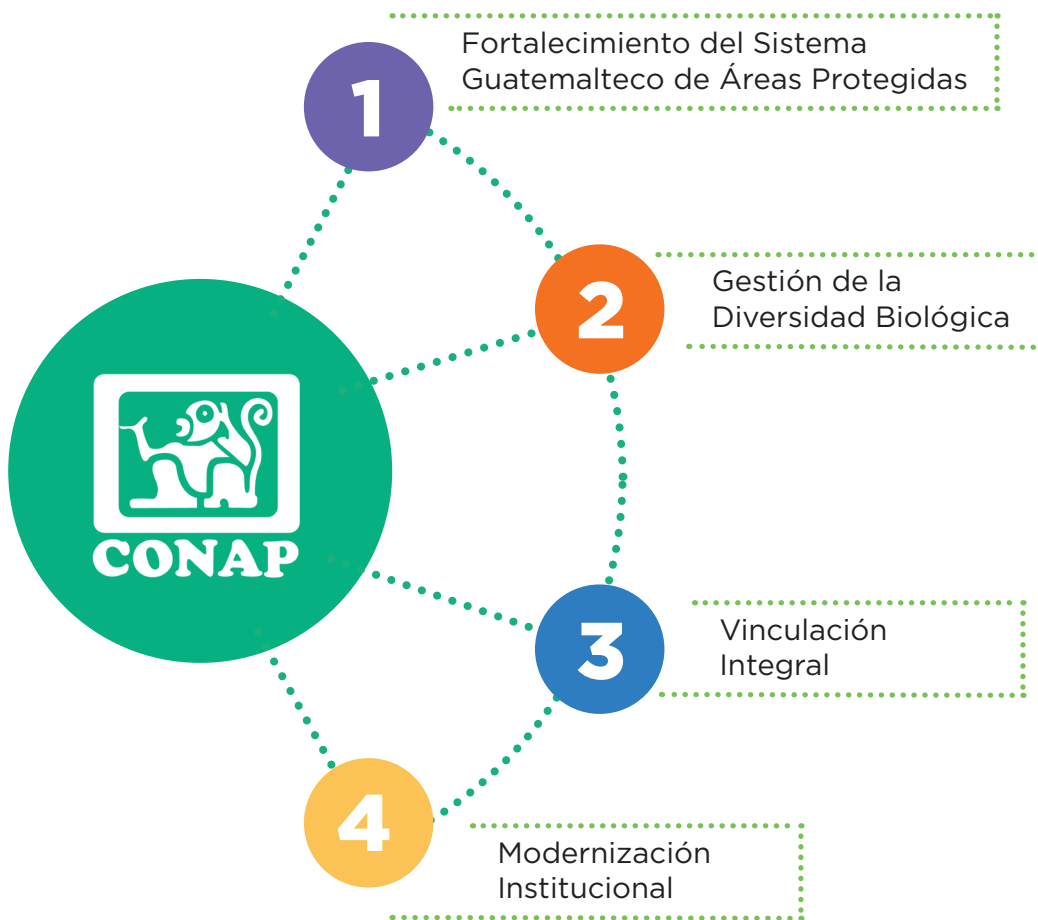 1
Fortalecimiento del Sistema
Guatemalteco de Áreas Protegidas
2
Gestión de la
Diversidad Biológica
CONAP
3
Vinculación
Integral
4
Modernización
Institucional